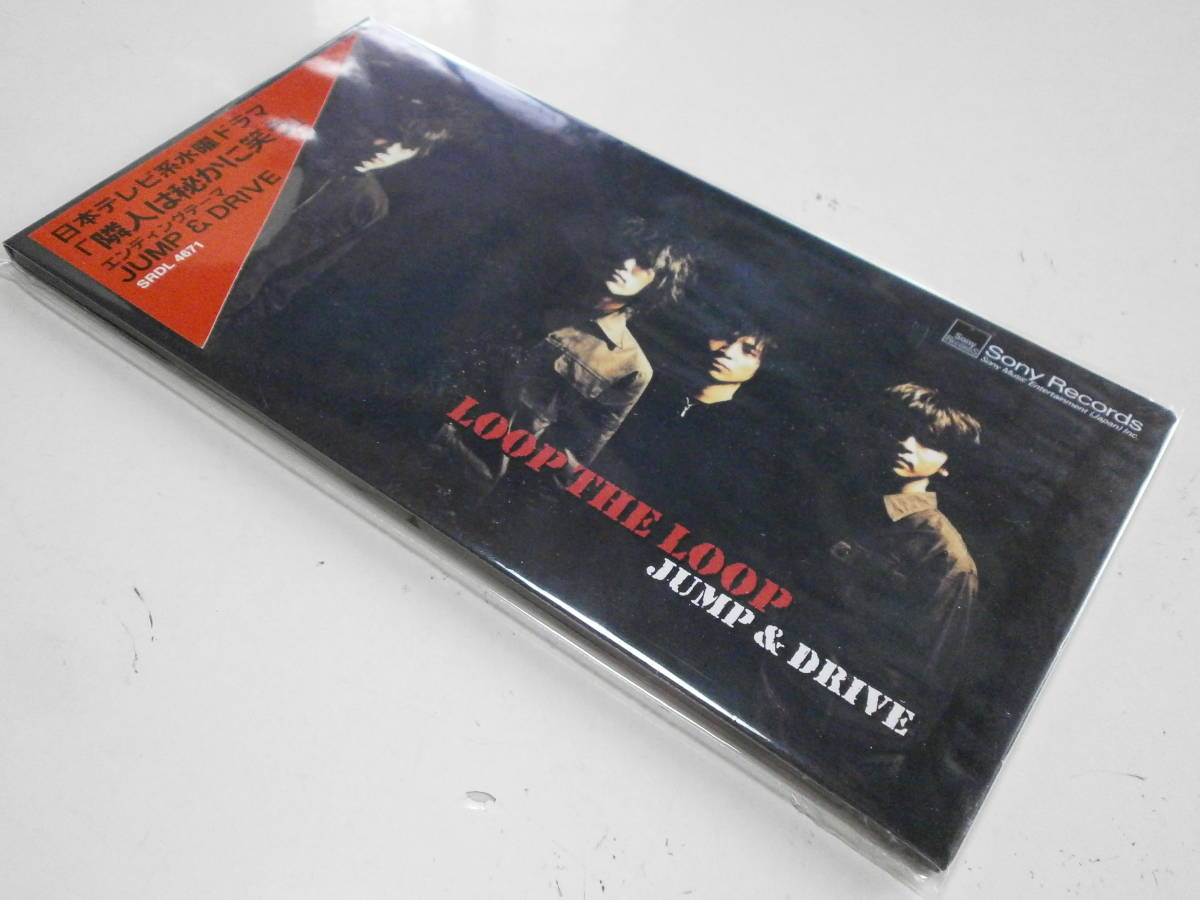 日本テレビ系水曜ドラマ
「隣人は秘かに笑
エンディングテーマ
JUMP & DRIVE
SRDL 4671
Sony Records
Sony Records
Sony Music Entertainment (Japan) Inc.
LOOP THE LOOP
JUMP & DRIVE